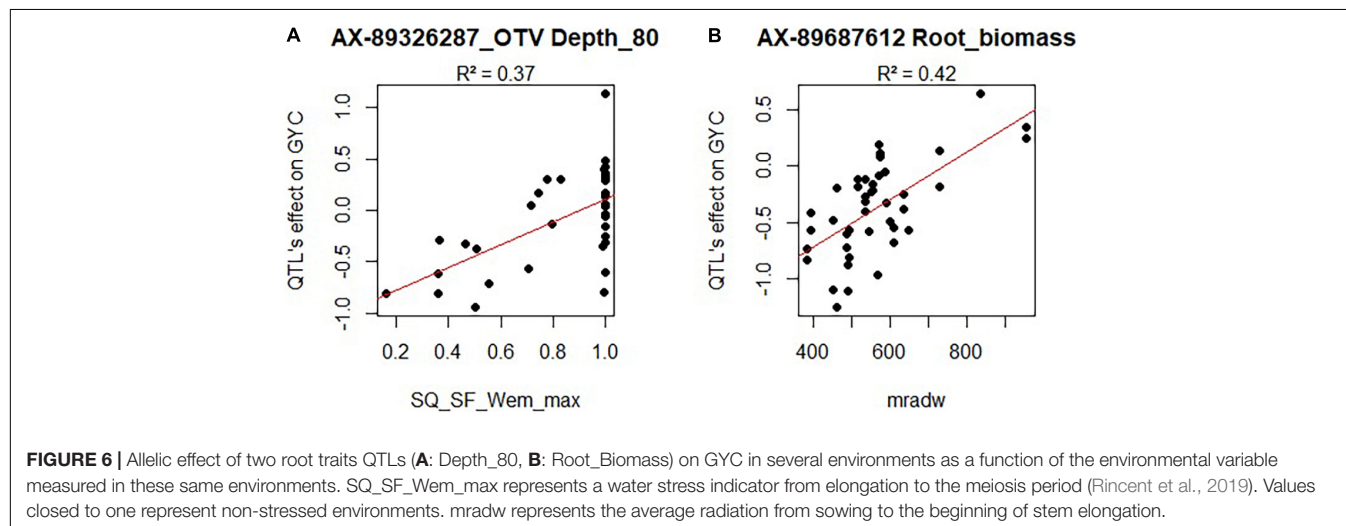 A AX-89326287_OTV Depth_80
R² = 0.37
QTL's effect on GYC
1.0
0.5
0.0
-0.5
-1.0
0.2 0.4 0.6 0.8 1.0
SQ_SF_Wem_max
B AX-89687612 Root_biomass
R² = 0.42
QTL's effect on GYC
0.5
0.0
-0.5
-1.0
400 600 800
mradw
FIGURE 6 | Allelic effect of two root traits QTLs (A: Depth_80, B: Root_Biomass) on GYC in several environments as a function of the environmental variable
measured in these same environments. SQ_SF_Wem_max represents a water stress indicator from elongation to the meiosis period (Rincent et al., 2019). Values
closed to one represent non-stressed environments. mradw represents the average radiation from sowing to the beginning of stem elongation.